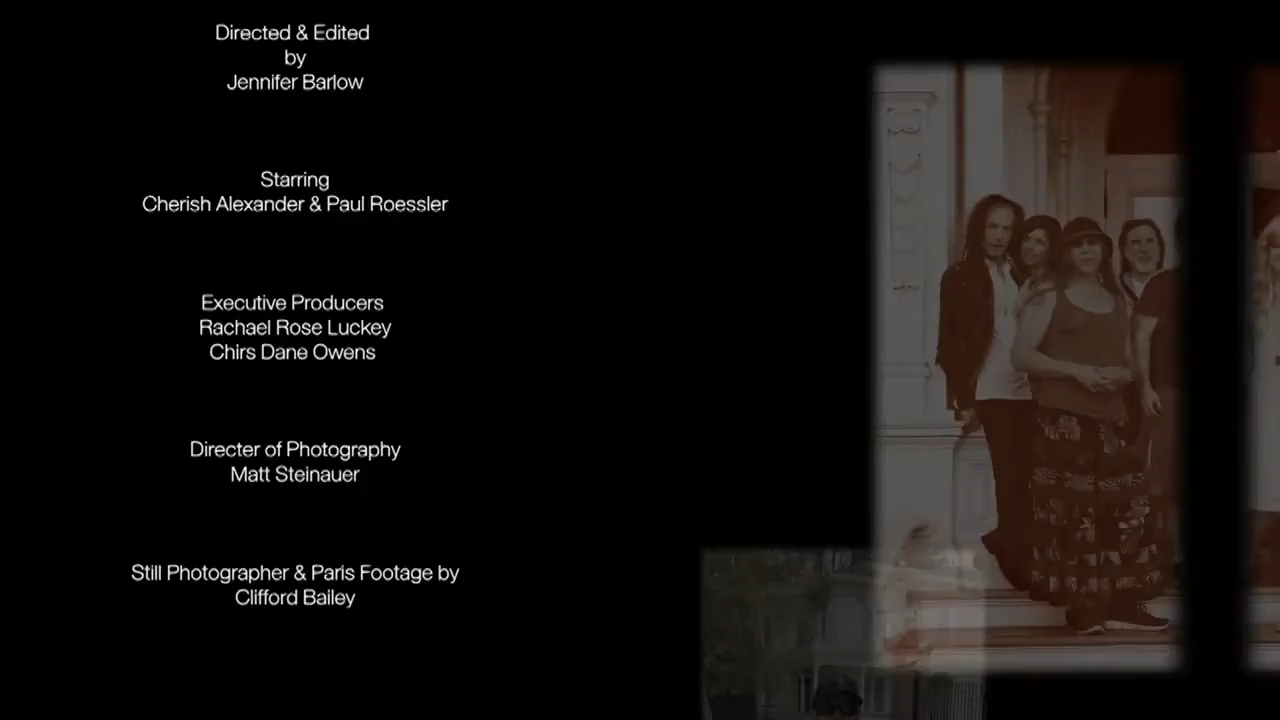 Directed & Edited
by
Jennifer Barlow
Starring
Cherish Alexander & Paul Roessler
Executive Producers
Rachael Rose Luckey
Chirs Dane Owens
Directer of Photography
Matt Steinauer
Still Photographer & Paris Footage by
Clifford Bailey